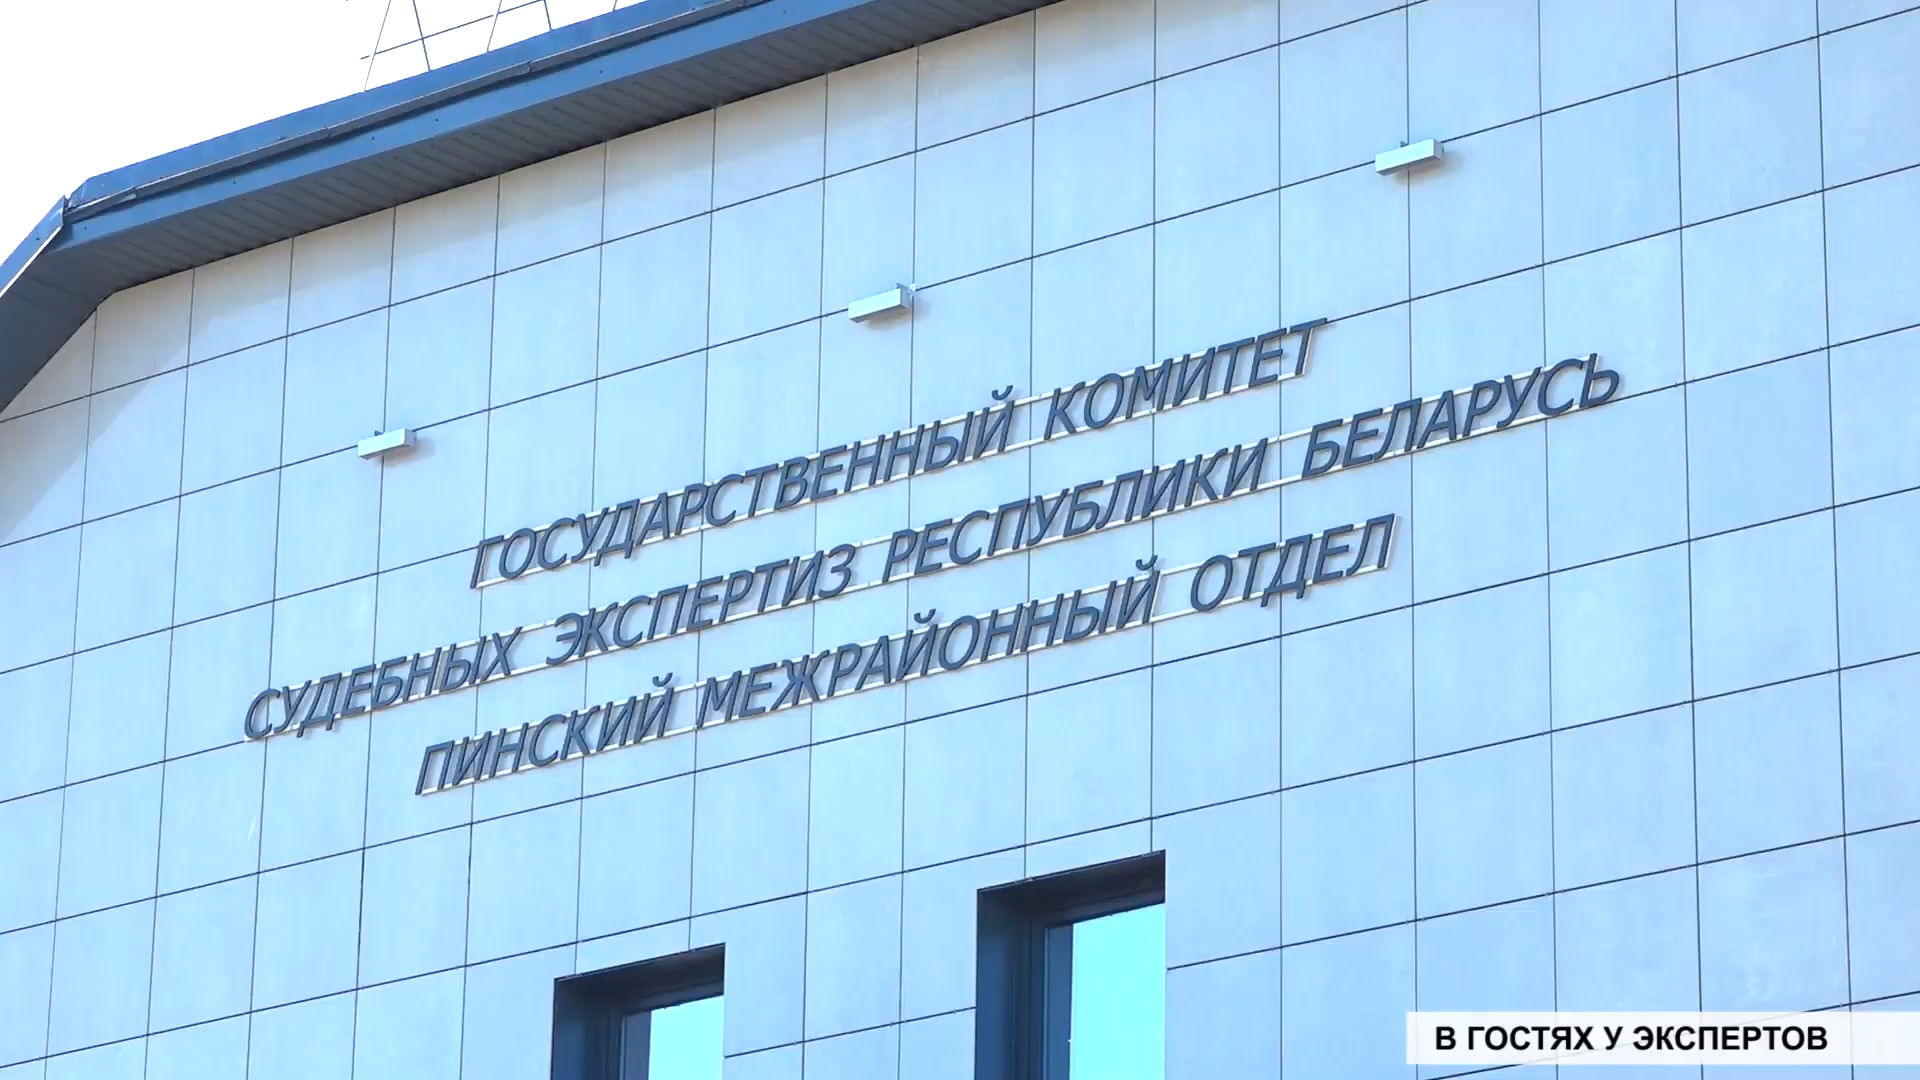 ГОСУДАРСТВЕННЫЙ КОМИТЕТ
СУДЕБНЫХ ЭКСПЕРТИЗ РЕСПУБЛИКИ БЕЛАРУСЬ
ПИНСКИЙ МЕЖРАЙОННЫЙ ОТДЕЛ
В ГОСТЯХ У ЭКСПЕРТОВ